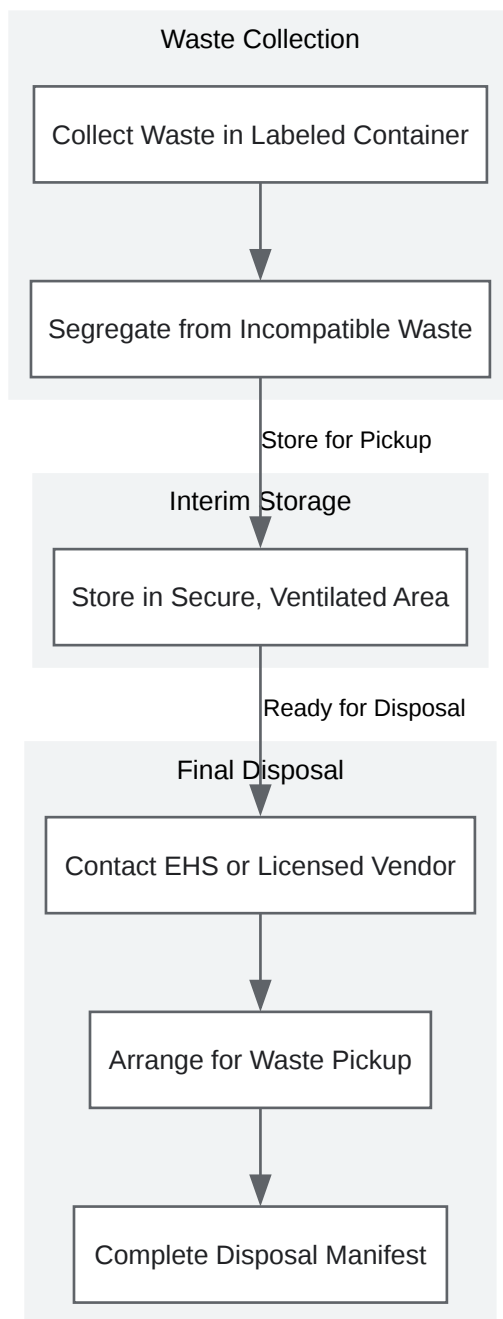 Waste Collection
Collect Waste in Labeled Container
Segregate from Incompatible Waste
Store for Pickup
Interim Storage
Store in Secure, Ventilated Area
Ready for Disposal
Final Disposal
Contact EHS or Licensed Vendor
Arrange for Waste Pickup
Complete Disposal Manifest